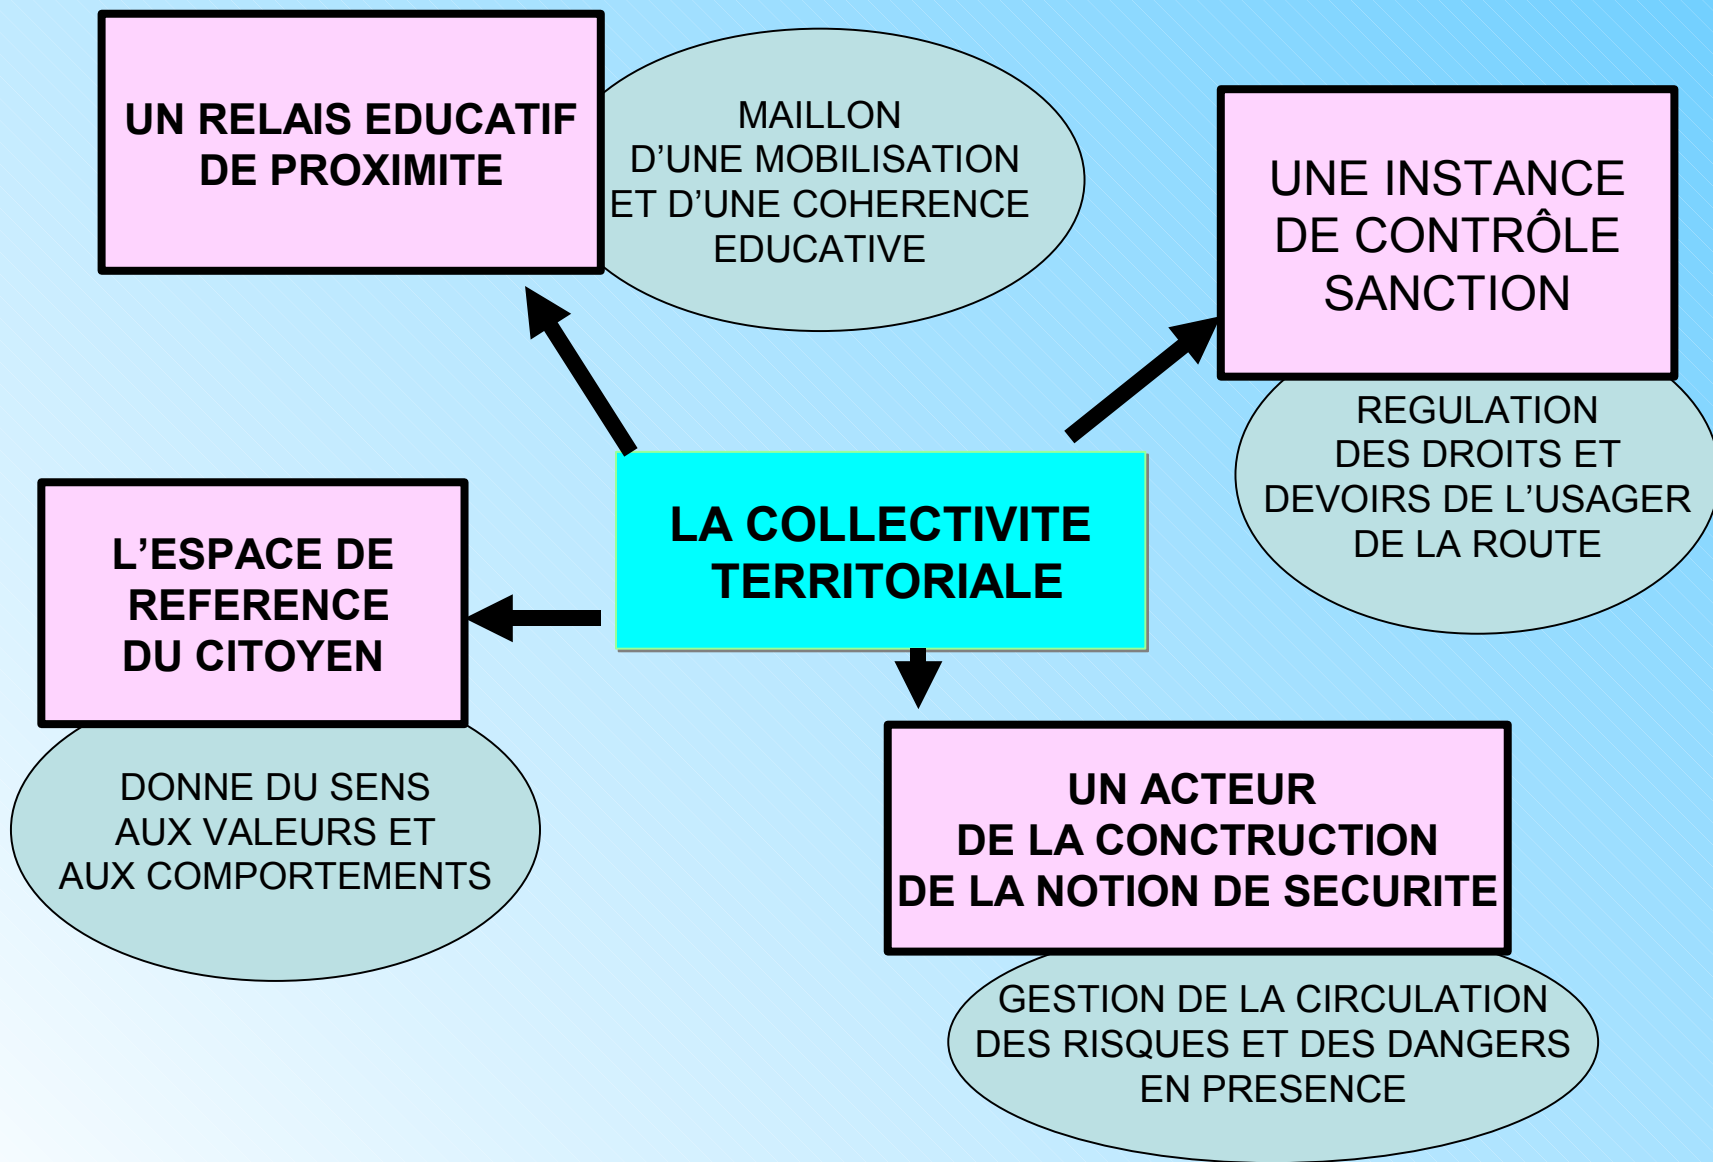 UN RELAIS EDUCATIF
DE PROXIMITE
MAILLON
D’UNE MOBILISATION
ET D’UNE COHERENCE
EDUCATIVE
UNE INSTANCE
DE CONTRÔLE
SANCTION
REGULATION
DES DROITS ET
DEVOIRS DE L’USAGER
DE LA ROUTE
LA COLLECTIVITE
TERRITORIALE
L’ESPACE DE
REFERENCE
DU CITOYEN
DONNE DU SENS
AUX VALEURS ET
AUX COMPORTEMENTS
UN ACTEUR
DE LA CONCTRUCTION
DE LA NOTION DE SECURITE
GESTION DE LA CIRCULATION
DES RISQUES ET DES DANGERS
EN PRESENCE